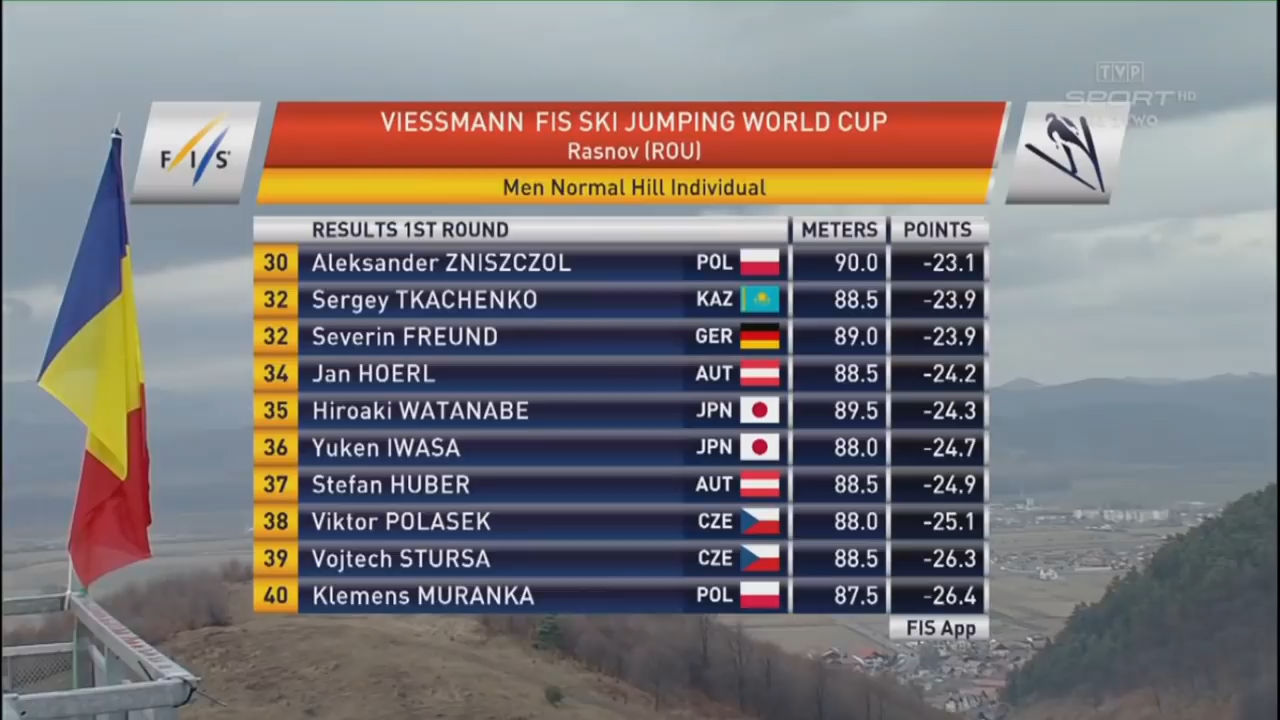 TVP
SPORT HD
FIS
VIESSMANN FIS SKI JUMPING WORLD CUP
Rasnov (ROU)
Men Normal Hill Individual
RESULTS 1ST ROUND METERS POINTS
30 Aleksander ZNISZCZOL POL 90.0 -23.1
32 Sergey TKACHENKO KAZ 88.5 -23.9
32 Severin FREUND GER 89.0 -23.9
34 Jan HOERL AUT 88.5 -24.2
35 Hiroaki WATANABE JPN 89.5 -24.3
36 Yuken IWASA JPN 88.0 -24.7
37 Stefan HUBER AUT 88.5 -24.9
38 Viktor POLASEK CZE 88.0 -25.1
39 Vojtech STURSA CZE 88.5 -26.3
40 Klemens MURANKA POL 87.5 -26.4
FIS App